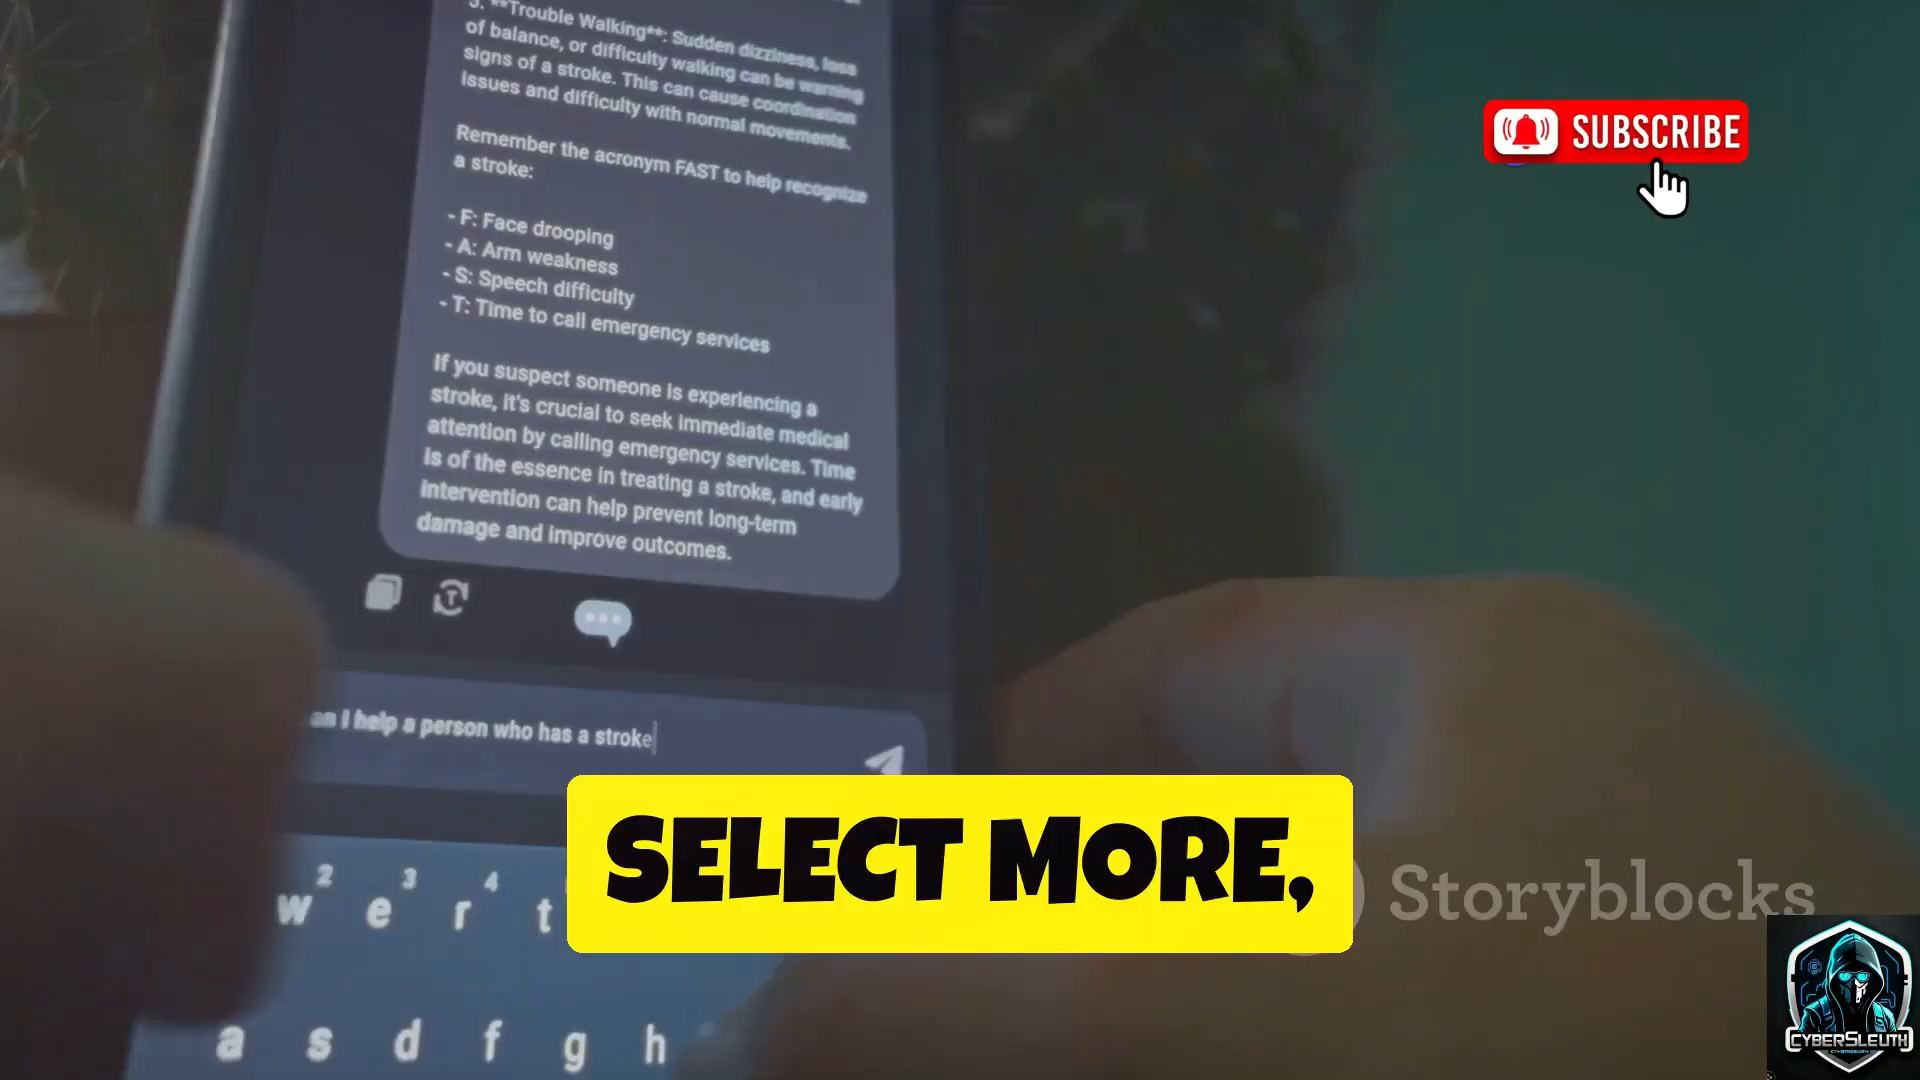 5. **Trouble Walking**: Sudden dizziness, loss
of balance, or difficulty walking can be warning
signs of a stroke. This can cause coordination
issues and difficulty with normal movements.
Remember the acronym FAST to help recognize
a stroke:
- F: Face drooping
- A: Arm weakness
- S: Speech difficulty
- T: Time to call emergency services
If you suspect someone is experiencing a
stroke, it's crucial to seek immediate medical
attention by calling emergency services. Time
is of the essence in treating a stroke, and early
intervention can help prevent long-term
damage and improve outcomes.
an I help a person who has a stroke
2 3 4
w e r t
a s d f g h
SUBSCRIBE
SELECT MORE,
Storyblocks
CYBERSLEUTH